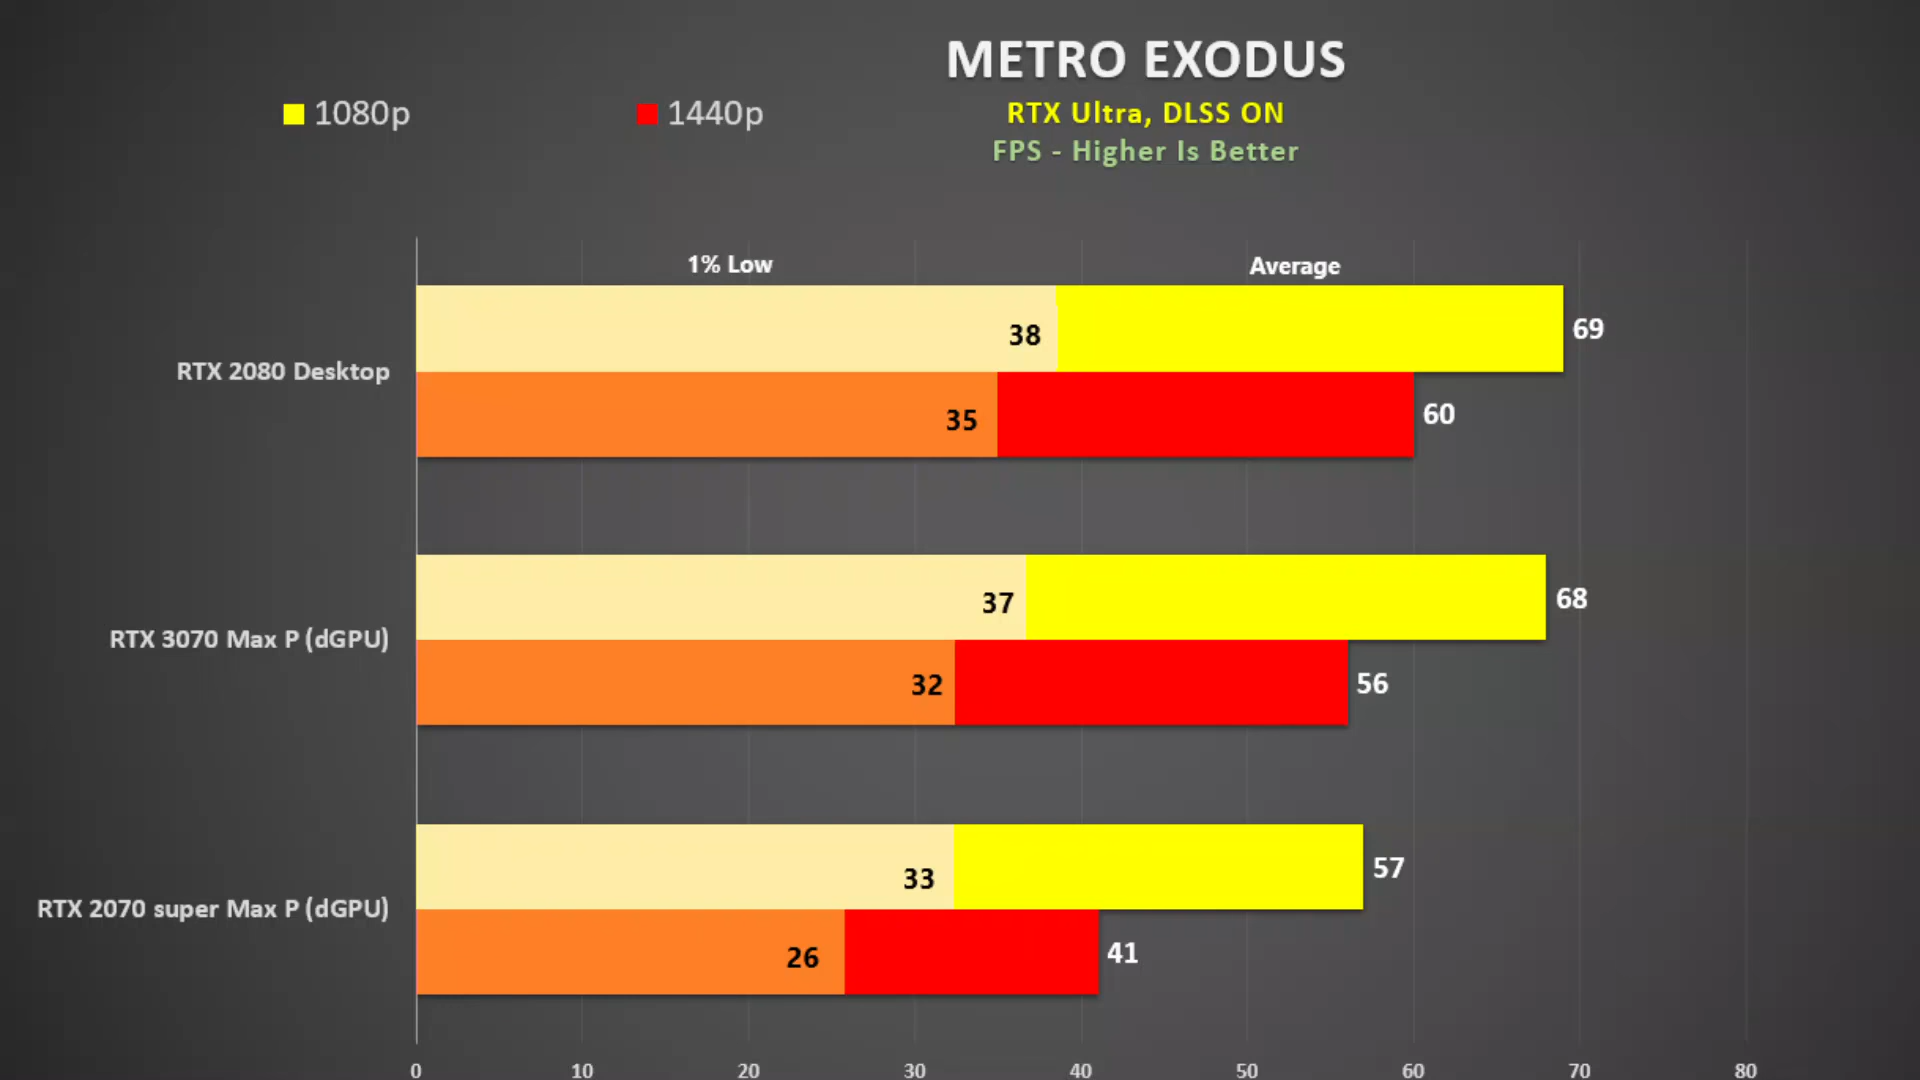 METRO EXODUS
1080p
1440p
RTX Ultra, DLSS ON
FPS - Higher Is Better
1% Low
Average
RTX 2080 Desktop
38
69
35
60
RTX 3070 Max P (dGPU)
37
68
32
56
RTX 2070 super Max P (dGPU)
33
57
26
41
0 10 20 30 40 50 60 70 80